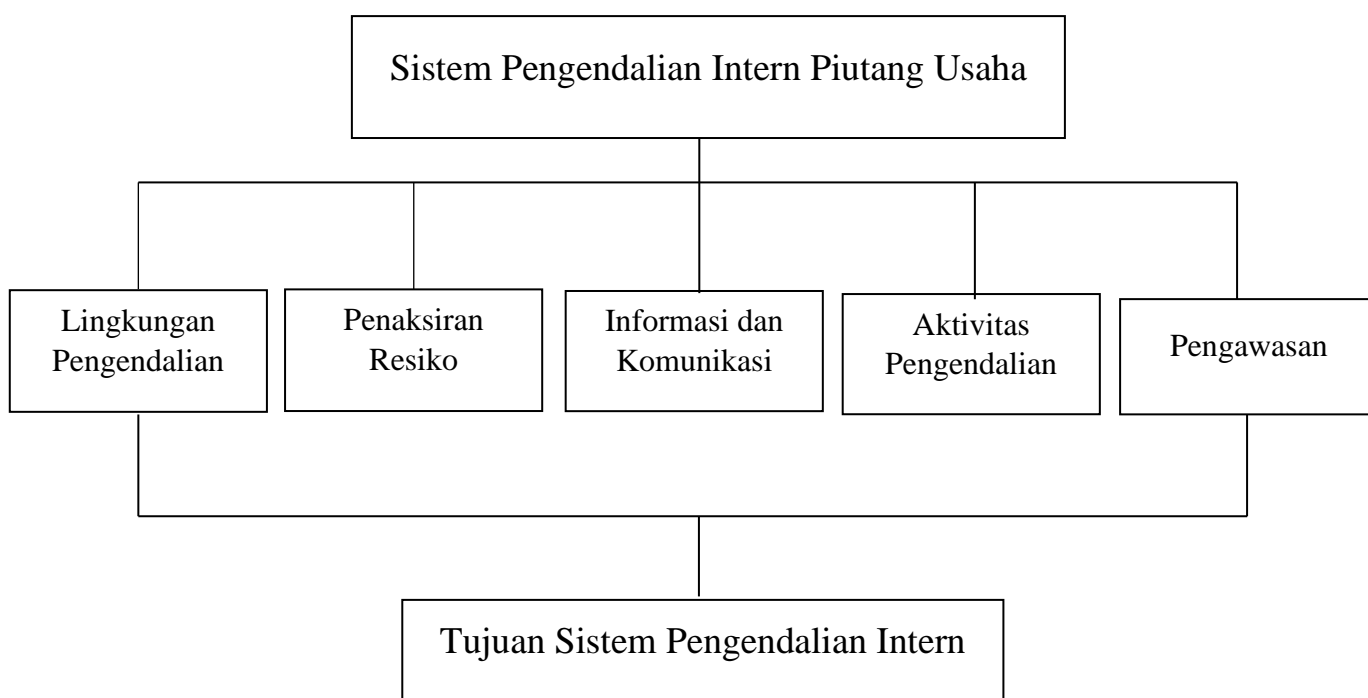 Sistem Pengendalian Intern Piutang Usaha
Lingkungan
Pengendalian
Penaksiran
Resiko
Informasi dan
Komunikasi
Aktivitas
Pengendalian
Pengawasan
Tujuan Sistem Pengendalian Intern